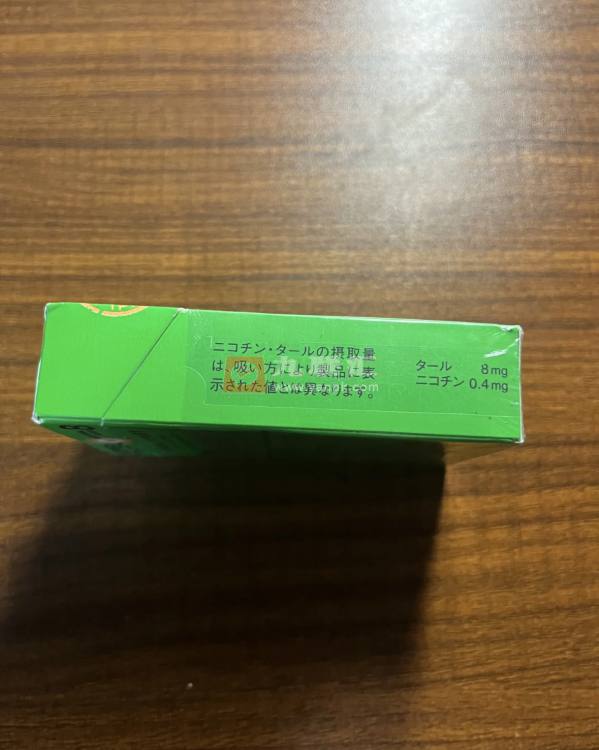 ニコチン・タールの摂取量
は、吸い方により製品に表
示された値とは異なります。
タール 8mg
ニコチン 0.4mg
8